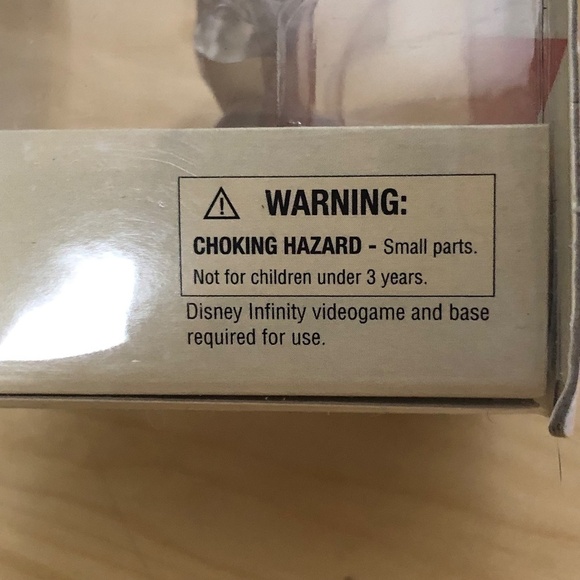 WARNING:
CHOKING HAZARD - Small parts.
Not for children under 3 years.
Disney Infinity videogame and base
required for use.